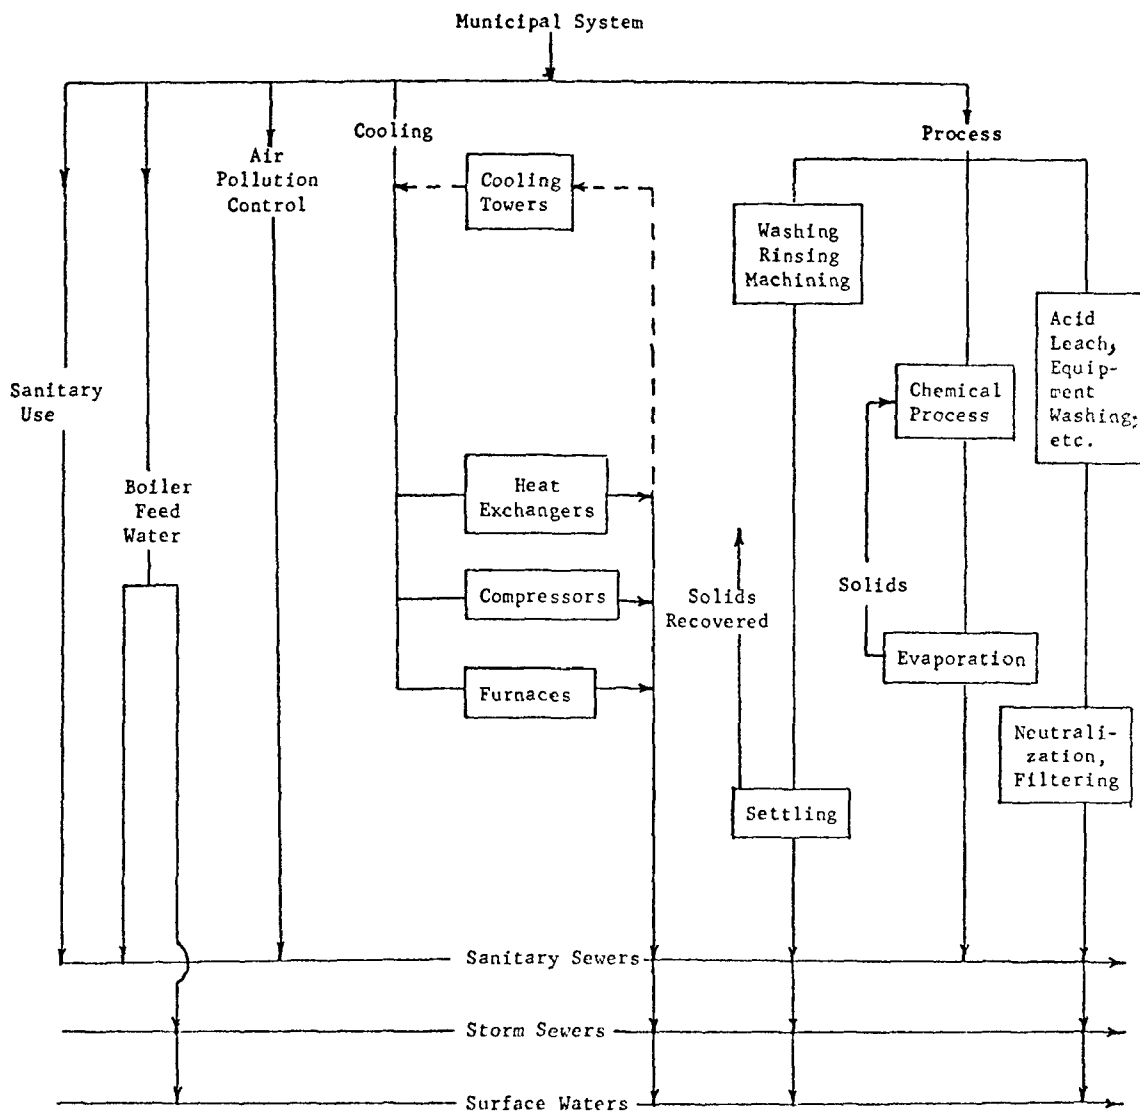 Municipal System
Cooling
Process
Air
Pollution
Control
Cooling
Towers
Washing
Rinsing
Machining
Acid
Leach,
Equip-
ment
Washing,
etc.
Sanitary
Use
Chemical
Process
Boiler
Feed
Water
Heat
Exchangers
Compressors
Solids
Recovered
Solids
Furnaces
Evaporation
Neutrali-
zation,
Filtering
Settling
Sanitary Sewers
Storm Sewers
Surface Waters